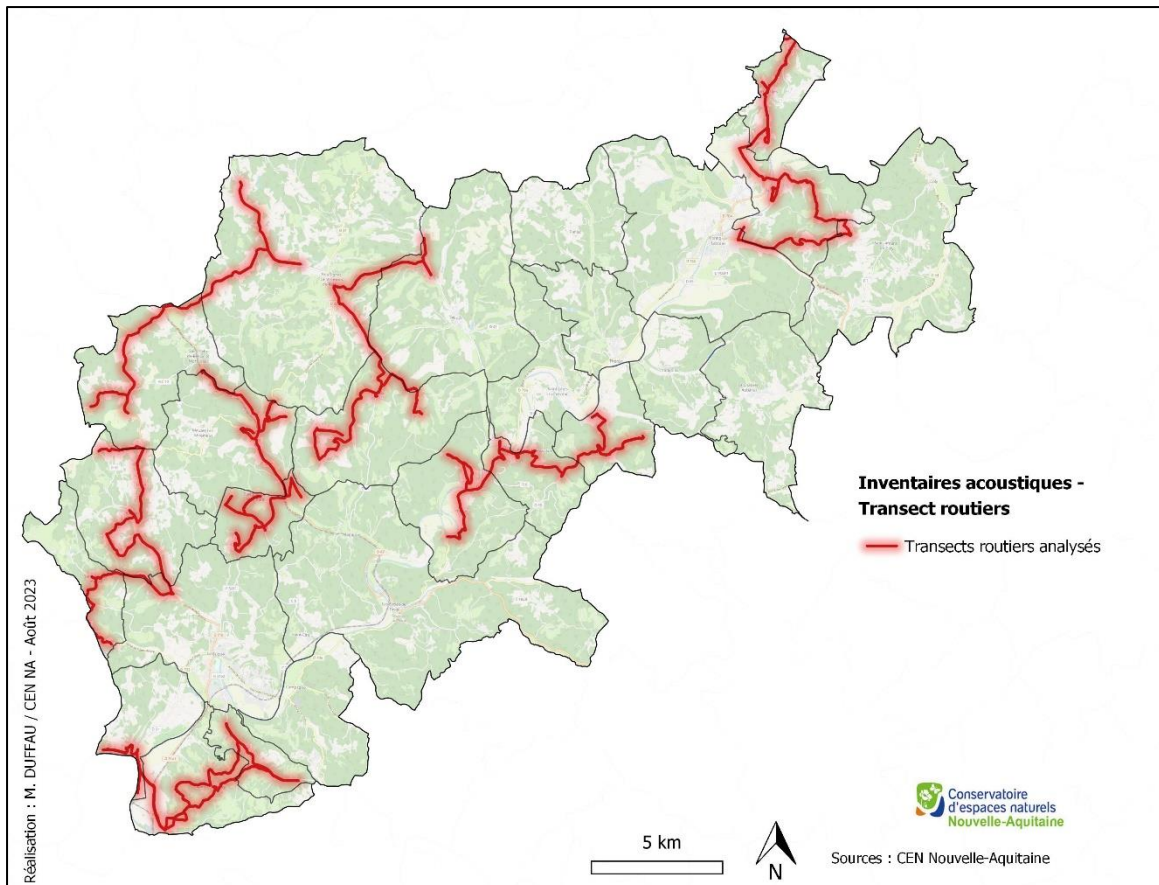 Inventaires acoustiques -
Transect routiers
Transects routiers analysés
Réalisation : M. DUFFAU / CEN NA - Août 2023
Conservatoire
d'espaces naturels
Nouvelle-Aquitaine
5 km
N
Sources : CEN Nouvelle-Aquitaine